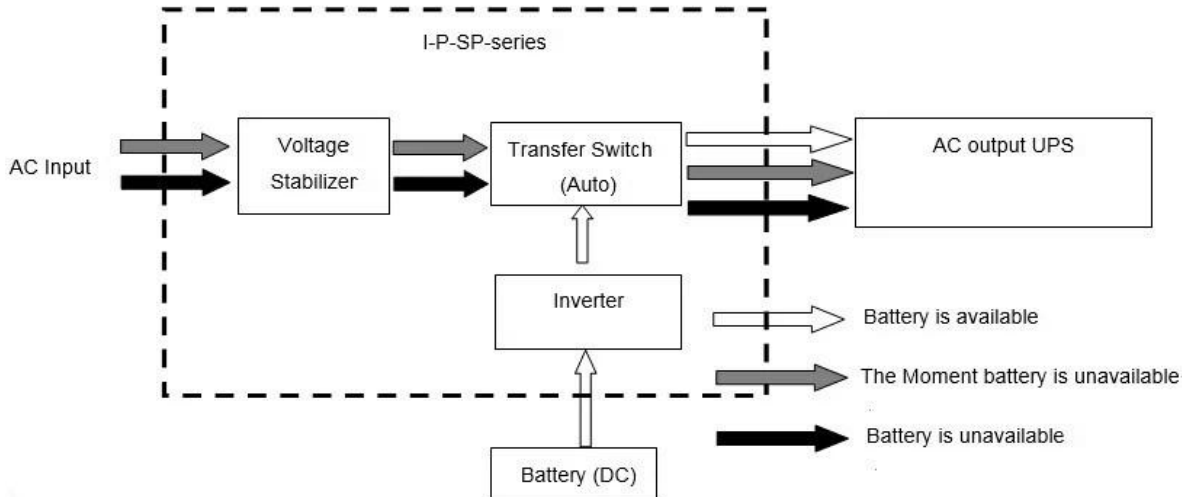 I-P-SP-series
AC Input
Voltage
Stabilizer
Transfer Switch
(Auto)
AC output UPS
Inverter
Battery is available
The Moment battery is unavailable
Battery is unavailable
Battery (DC)